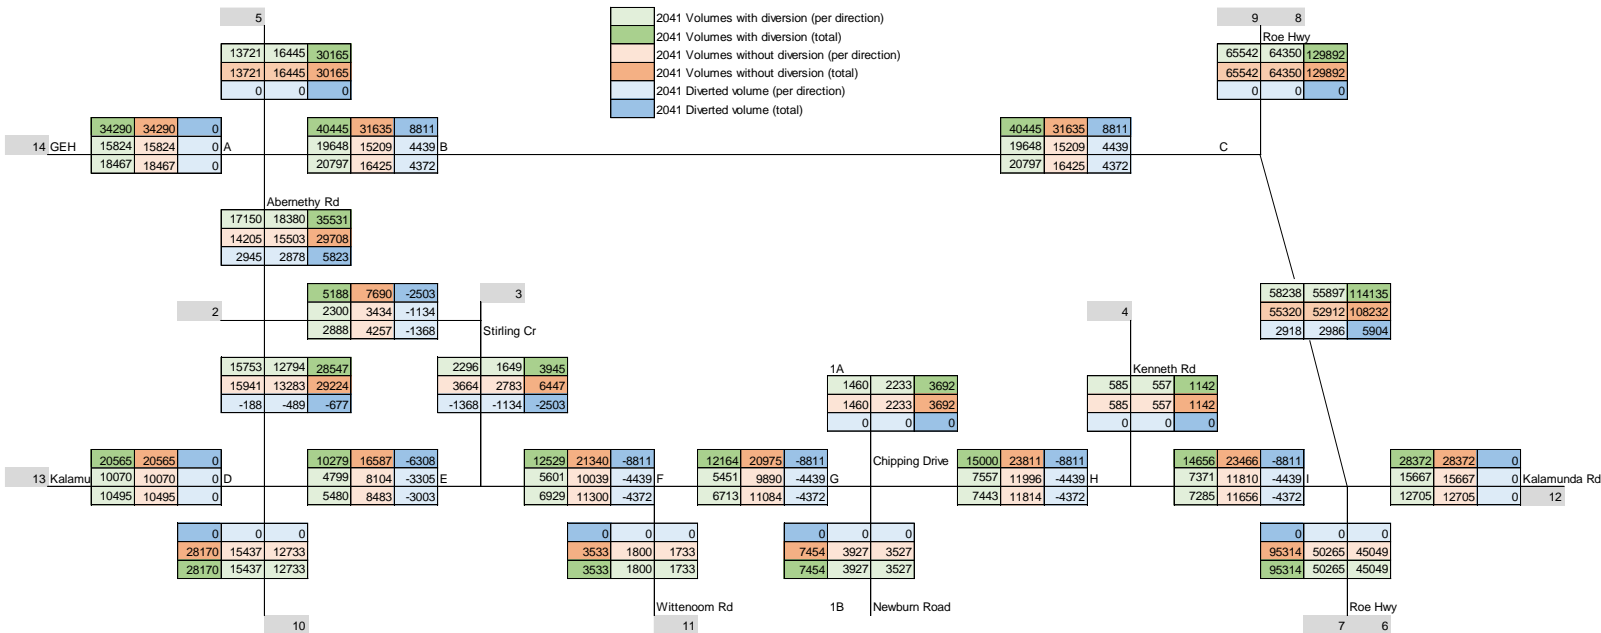 5
2041 Volumes with diversion (per direction)
2041 Volumes with diversion (total)
2041 Volumes without diversion (per direction)
2041 Volumes without diversion (total)
2041 Diverted volume (per direction)
2041 Diverted volume (total)
9 8
Roe Hwy
13721 16445 30165
13721 16445 30165
0 0 0
65542 64350 129892
65542 64350 129892
0 0 0
14 GEH
34290 34290 0
15824 15824 0 A
18467 18467 0
40445 31635 8811
19648 15209 4439 B
20797 16425 4372
40445 31635 8811
19648 15209 4439
20797 16425 4372
C
Abernethy Rd
17150 18380 35531
14205 15503 29708
2945 2878 5823
2
5188 7690 -2503
2300 3434 -1134
2888 4257 -1368
3
Stirling Cr
4
58238 55897 114135
55320 52912 108232
2918 2986 5904
15753 12794 28547
15941 13283 29224
-188 -489 -677
2296 1649 3945
3664 2783 6447
-1368 -1134 -2503
1A
1460 2233 3692
1460 2233 3692
0 0 0
Kenneth Rd
585 557 1142
585 557 1142
0 0 0
13 Kalamu
20565 20565 0
10070 10070 0 D
10495 10495 0
10279 16587 -6308
4799 8104 -3305 E
5480 8483 -3003
12529 21340 -8811
5601 10039 -4439 F
6929 11300 -4372
12164 20975 -8811
5451 9890 -4439 G
6713 11084 -4372
Chipping Drive
15000 23811 -8811
7557 11996 -4439 H
7443 11814 -4372
14656 23466 -8811
7371 11810 -4439 I
7285 11656 -4372
28372 28372 0
15667 15667 0
12705 12705 0
Kalamunda Rd
12
0 0 0
28170 15437 12733
28170 15437 12733
0 0 0
3533 1800 1733
3533 1800 1733
0 0 0
7454 3927 3527
7454 3927 3527
0 0 0
95314 50265 45049
95314 50265 45049
10
Wittenoom Rd
11
1B Newburn Road
Roe Hwy
7 6